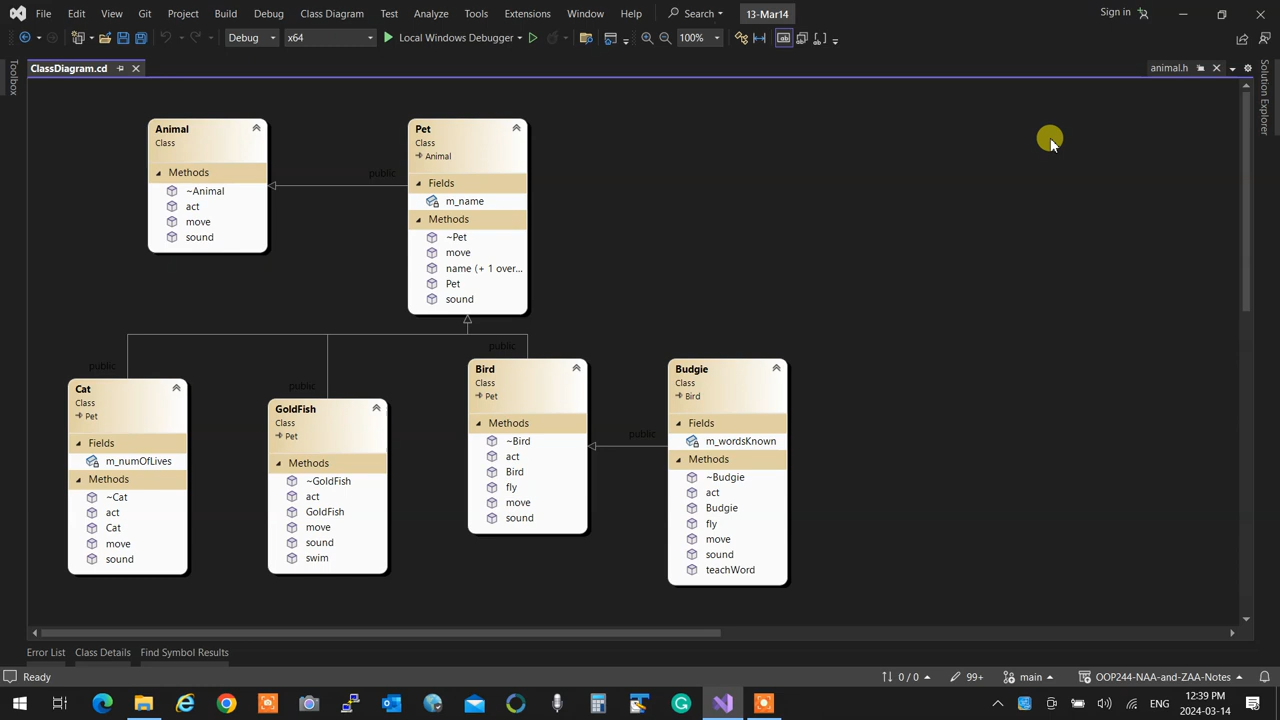 File Edit View Git Project Build Debug Class Diagram Test Analyze Tools Extensions Window Help Search 13-Mar14 Sign in
Debug x64 Local Windows Debugger 100%
Toolbox
ClassDiagram.cd animal.h
Solution Explorer
Animal
Class
Methods
~Animal
act
move
sound
public
Pet
Class
Animal
Fields
m_name
Methods
~Pet
move
name (+ 1 over...
Pet
sound
public
Cat
Class
Pet
Fields
m_numOfLives
Methods
~Cat
act
Cat
move
sound
public
GoldFish
Class
Pet
Methods
~GoldFish
act
GoldFish
move
sound
swim
public
Bird
Class
Pet
Methods
~Bird
act
Bird
fly
move
sound
public
Budgie
Class
Bird
Fields
m_wordsKnown
Methods
~Budgie
act
Budgie
fly
move
sound
teachWord
Error List Class Details Find Symbol Results
Ready 0 / 0 99+ main OOP244-NAA-and-ZAA-Notes
ENG 12:39 PM
2024-03-14